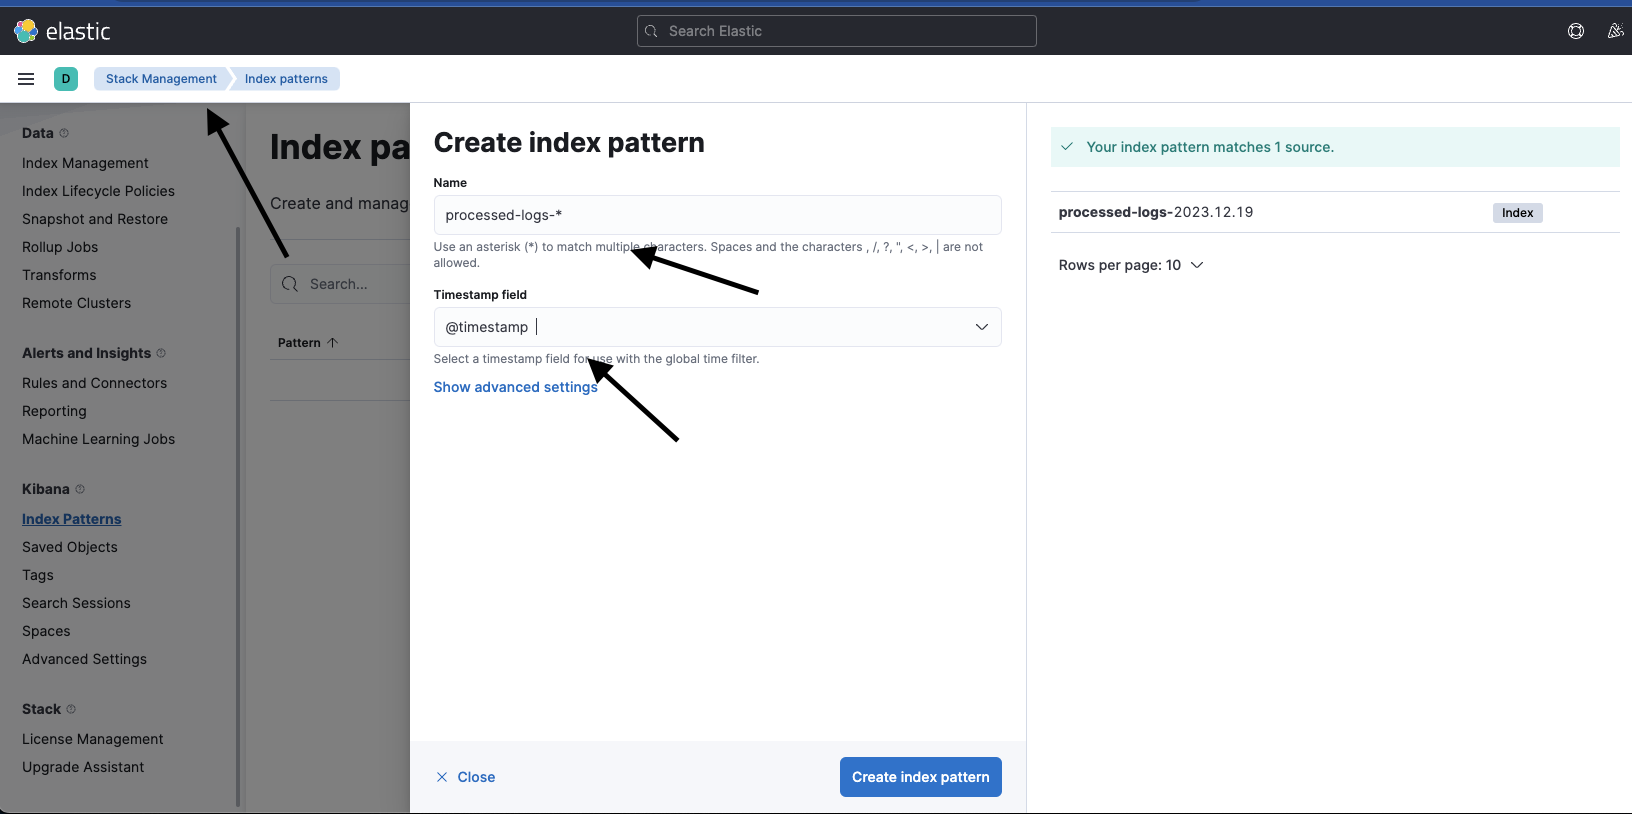 elastic
Search Elastic
D
Stack Management
Index patterns
Data
Index Management
Index Lifecycle Policies
Snapshot and Restore
Rollup Jobs
Transforms
Remote Clusters
Alerts and Insights
Rules and Connectors
Reporting
Machine Learning Jobs
Kibana
Index Patterns
Saved Objects
Tags
Search Sessions
Spaces
Advanced Settings
Stack
License Management
Upgrade Assistant
Index pa
Create and manag
Search...
Pattern ↑
Create index pattern
Name
processed-logs-*
Use an asterisk (*) to match multiple characters. Spaces and the characters , /, ?, ", <, >, | are not
allowed.
Timestamp field
@timestamp
Select a timestamp field for use with the global time filter.
Show advanced settings
Close
Create index pattern
Your index pattern matches 1 source.
processed-logs-2023.12.19
Index
Rows per page: 10